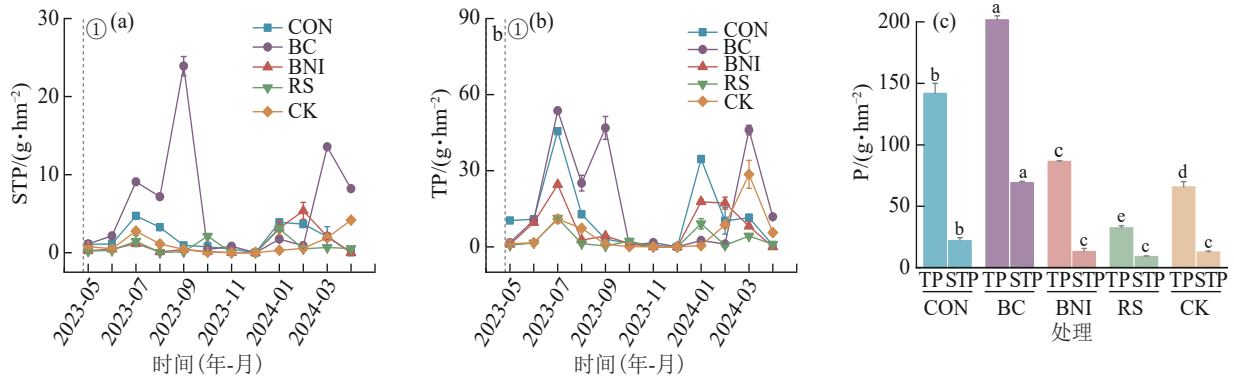 ① (a)
CON
BC
BNI
RS
CK
STP/(g•hm⁻²)
30
20
10
0
2023-05
2023-07
2023-09
2023-11
2024-01
2024-03
时间(年-月)
b ① (b)
CON
BC
BNI
RS
CK
TP/(g•hm⁻²)
90
60
30
0
2023-05
2023-07
2023-09
2023-11
2024-01
2024-03
时间(年-月)
(c)
P/(g•hm⁻²)
200
150
100
50
0
b b a a c c e c d c
TP STP TP STP TP STP TP STP TP STP
CON BC BNI RS CK
处理